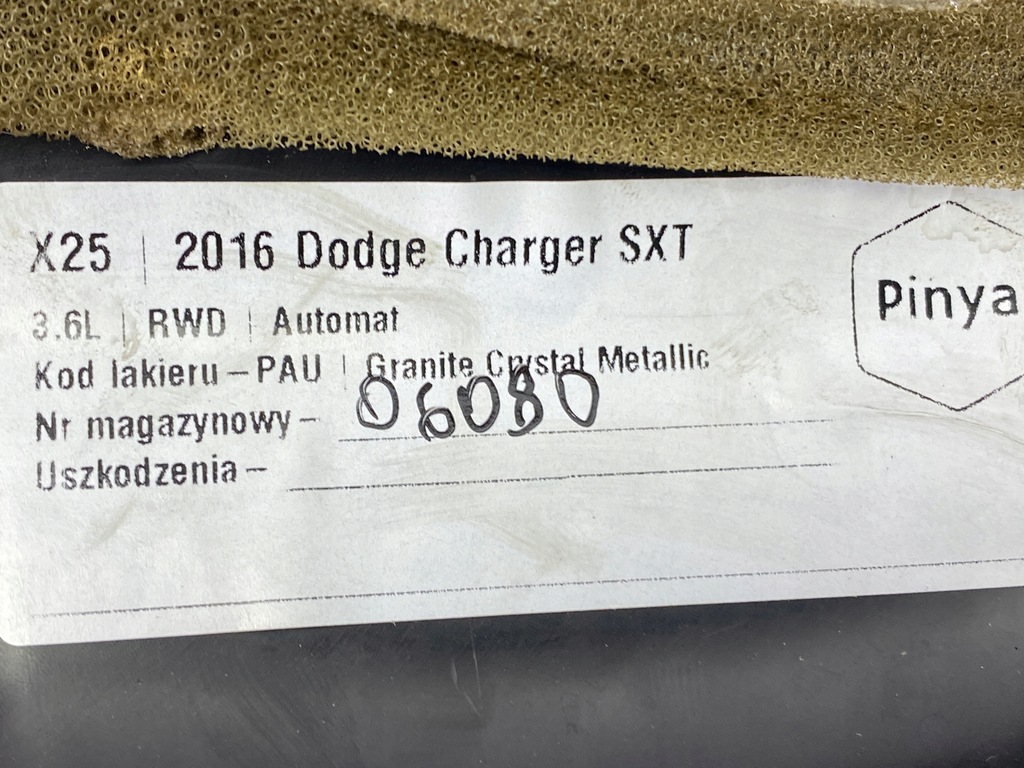 X25 | 2016 Dodge Charger SXT
Pinya
3.6L | RWD | Automat
Kod lakieru – PAU | Granite Crystal Metallic
Nr magazynowy – 06080
Uszkodzenia –